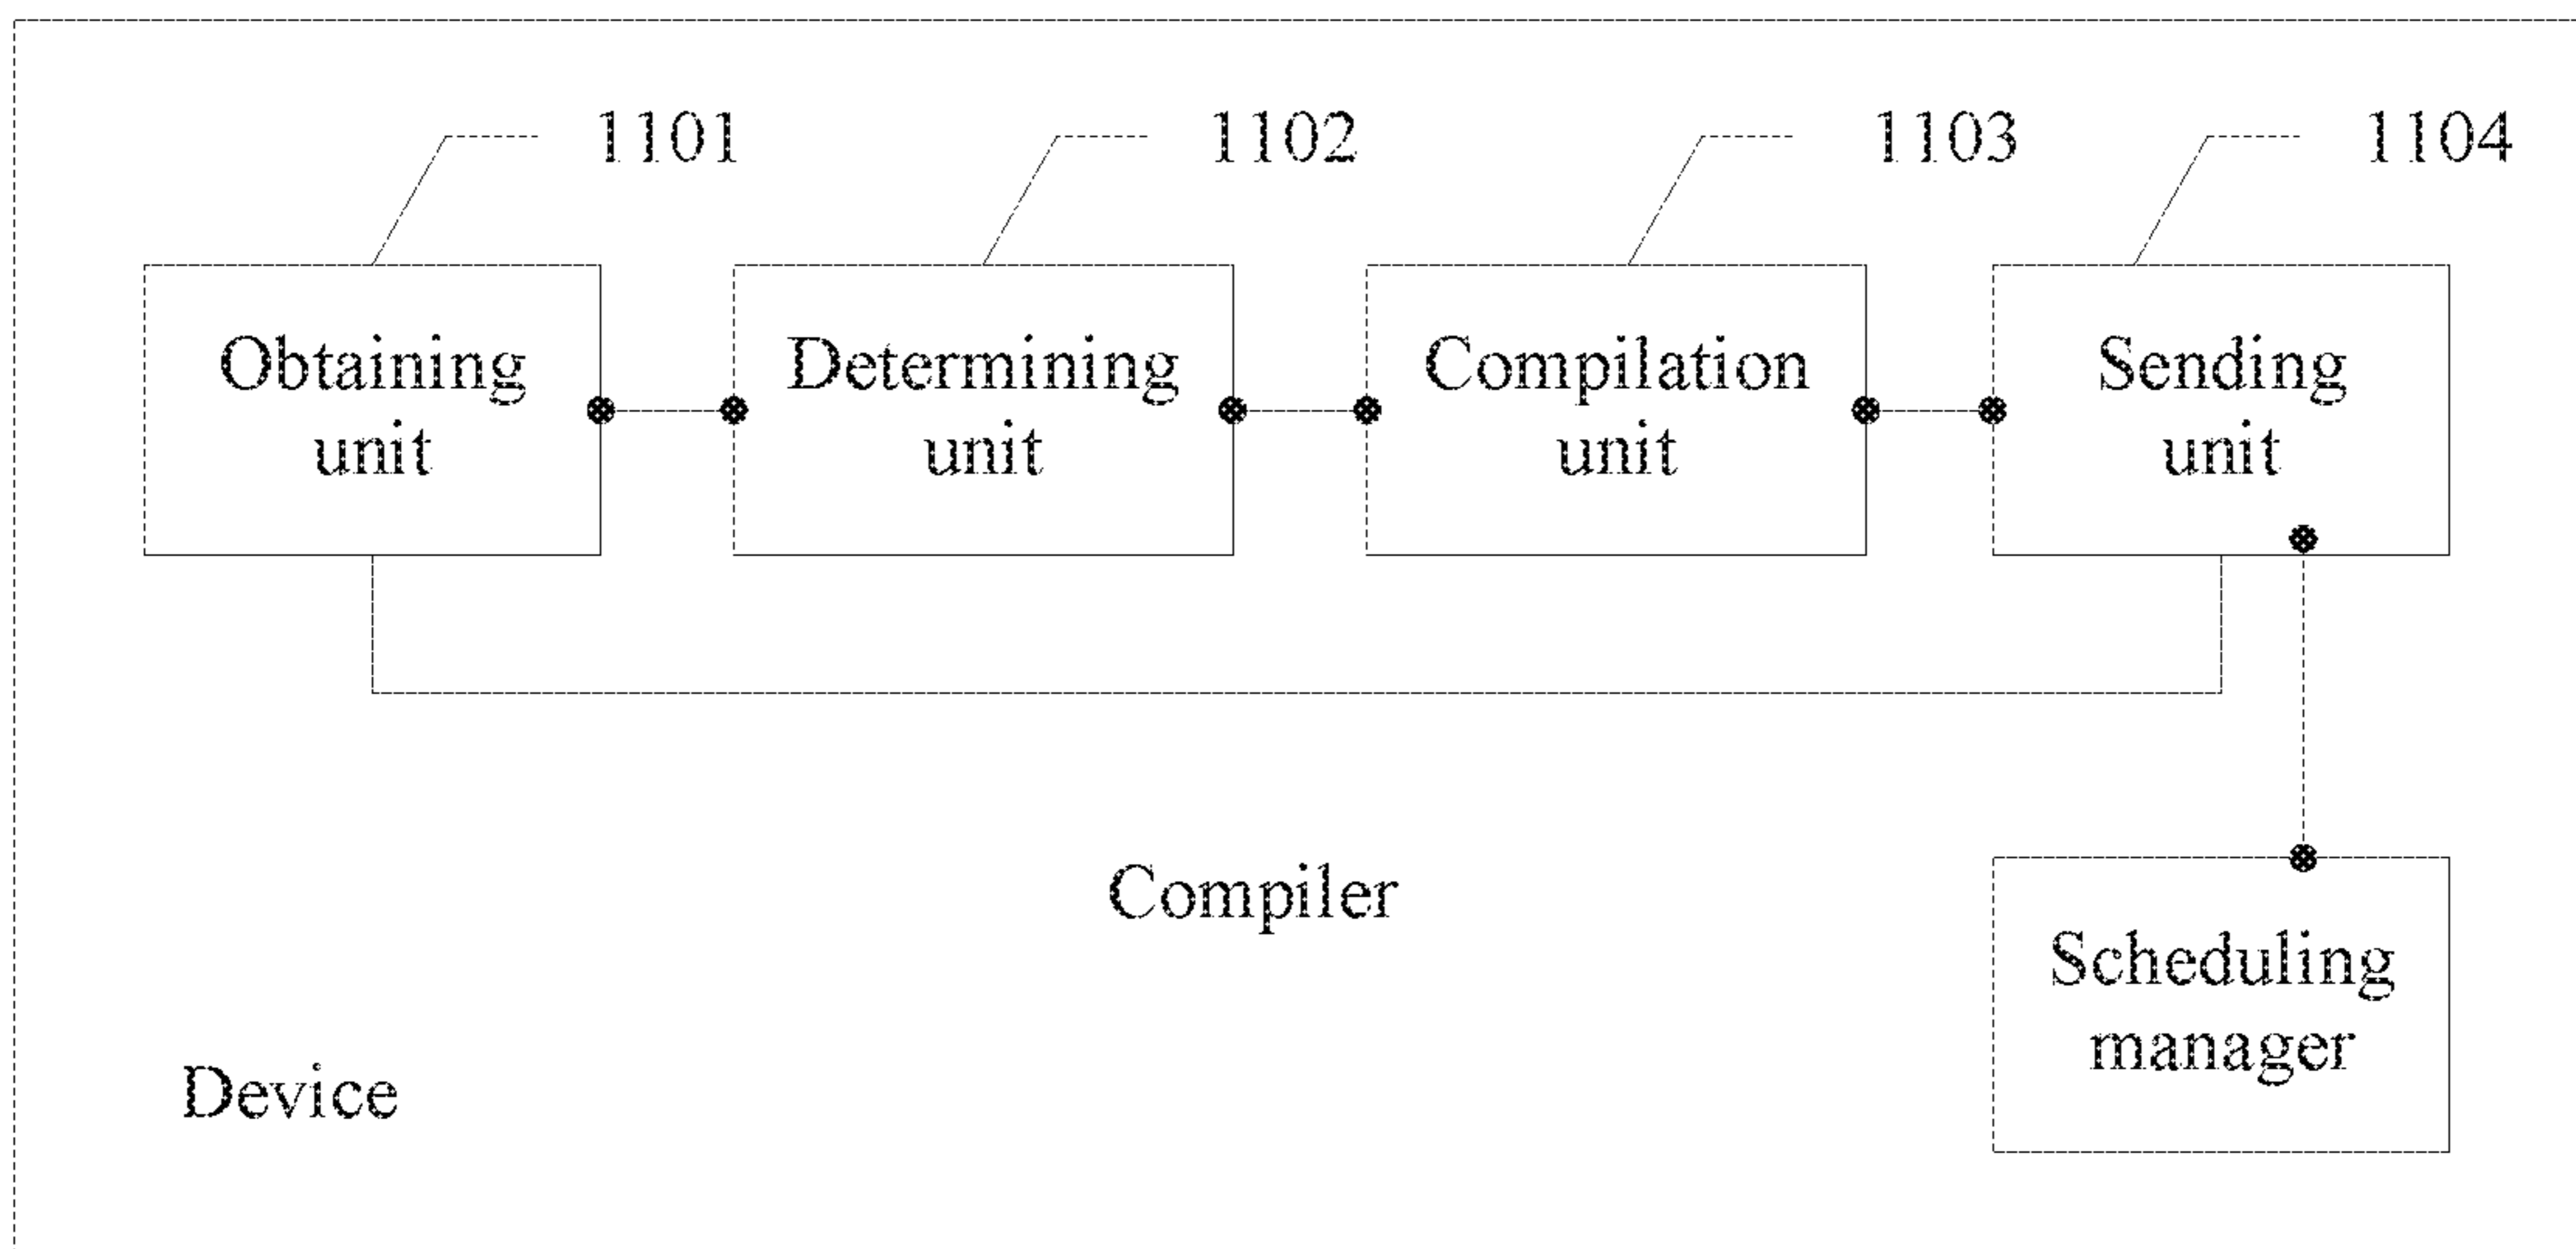 1101
1102
1103
1104
Obtaining
unit
Determining
unit
Compilation
unit
Sending
unit
Compiler
Scheduling
manager
Device